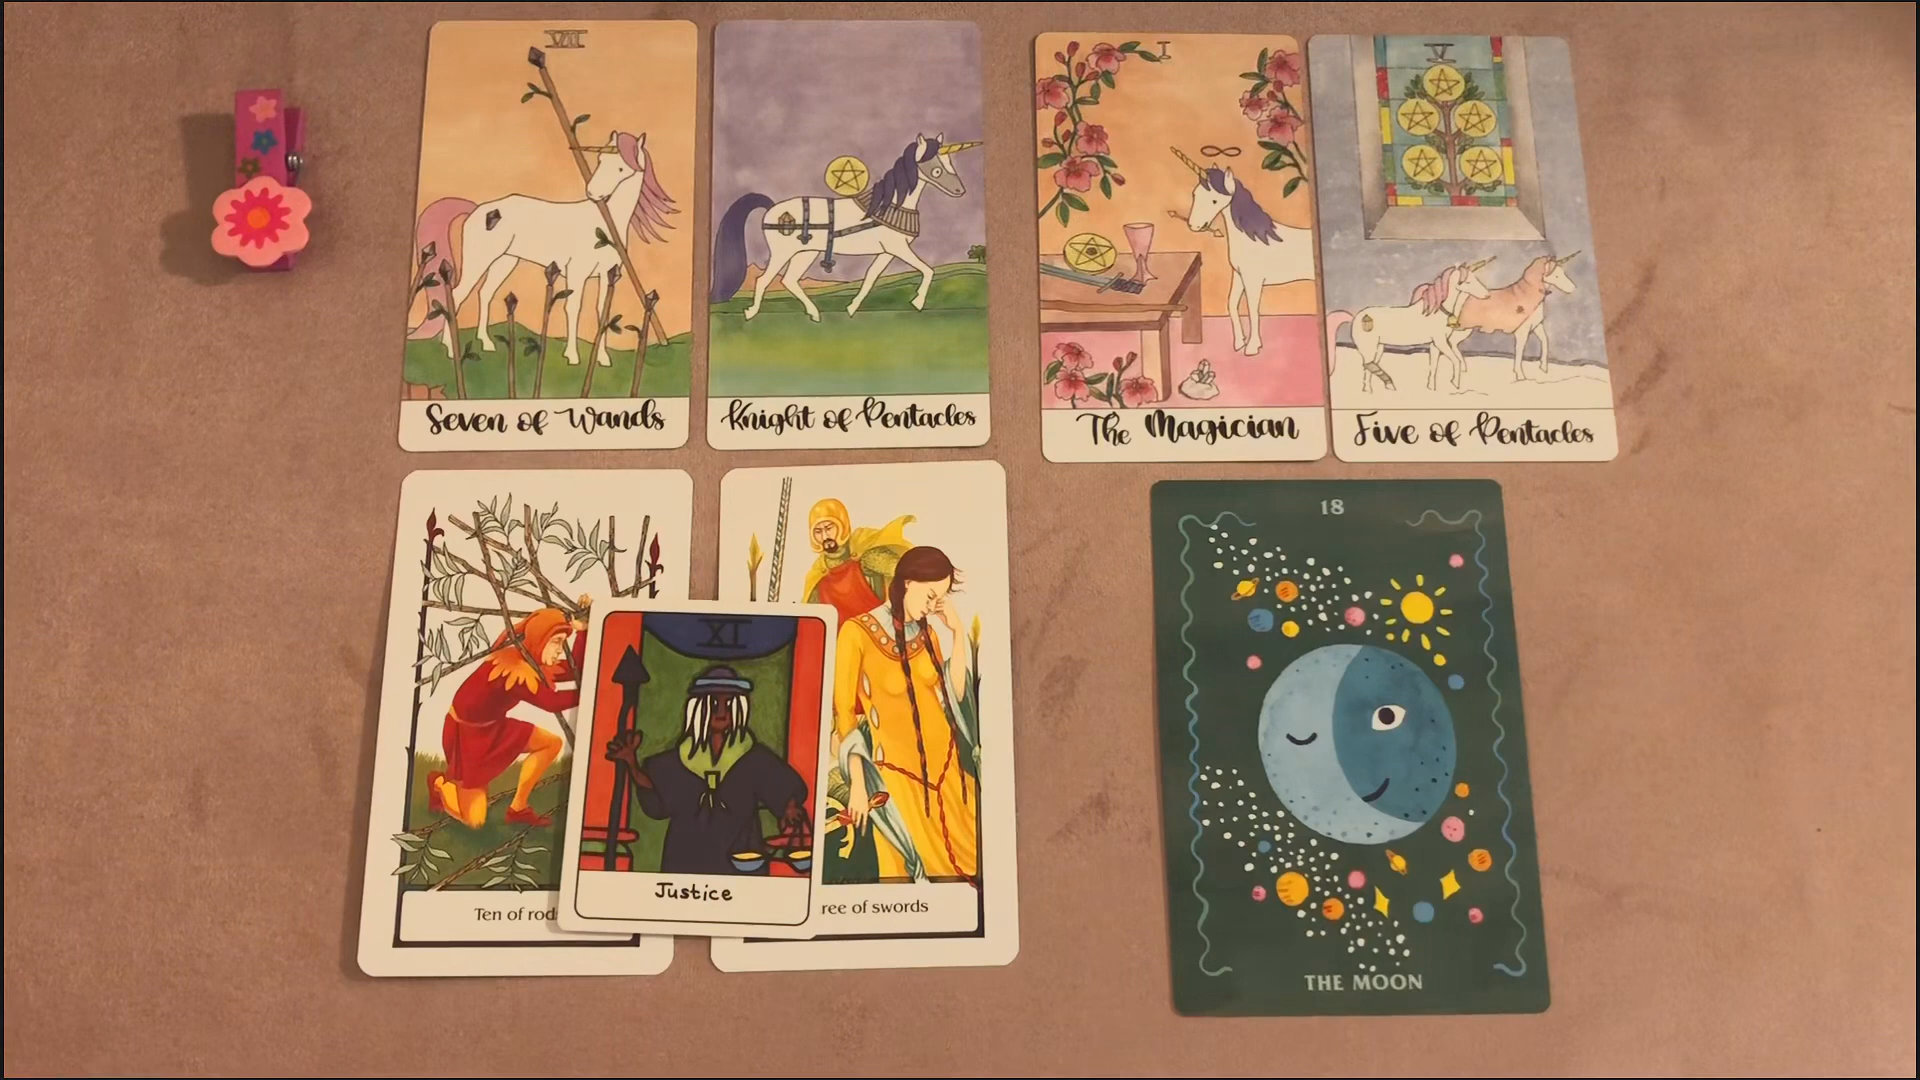 VII
Seven of Wands
Knight of Pentacles
I
The Magician
V
Five of Pentacles
Ten of rod
XI
Justice
ree of swords
18
THE MOON